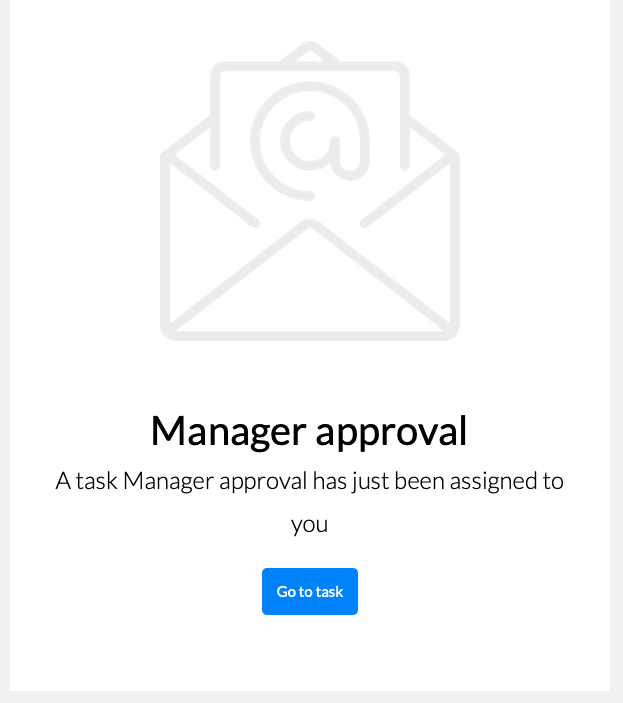 Manager approval
A task Manager approval has just been assigned to
you
Go to task